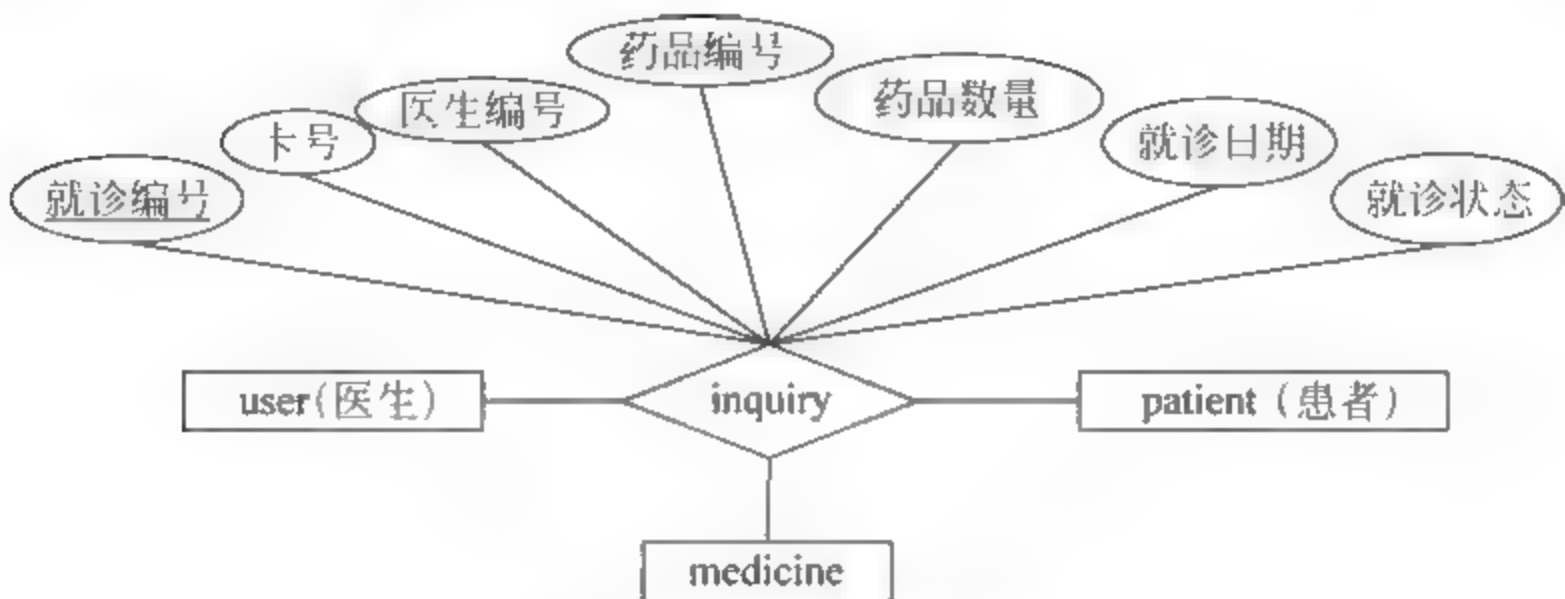 药品编号
药品数量
医生编号
卡号
就诊日期
就诊编号
就诊状态
user(医生)
inquiry
patient（患者）
medicine